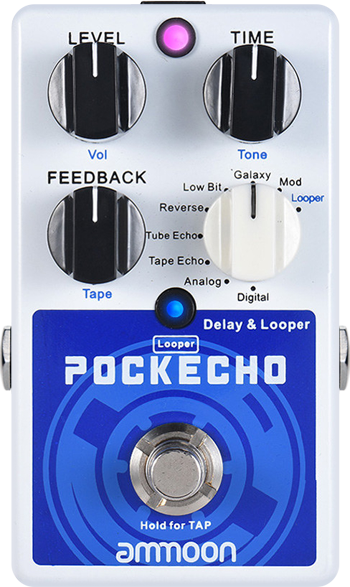 LEVEL
TIME
Vol
Tone
FEEDBACK
Tape
Galaxy
Low Bit
Mod
Looper
Reverse
Tube Echo
Tape Echo
Analog
Digital
Delay & Looper
Looper
POCKECHO
Hold for TAP
ammoon